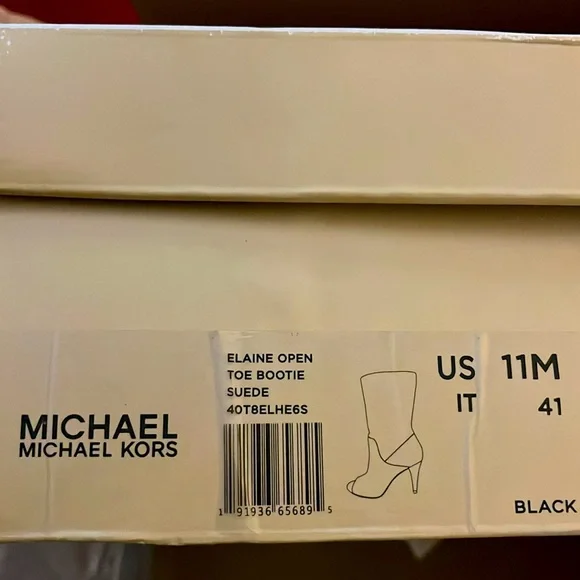 MICHAEL
MICHAEL KORS
ELAINE OPEN
TOE BOOTIE
SUEDE
40T8ELHE6S
1 91936 65689 5
US 11M
IT 41
BLACK